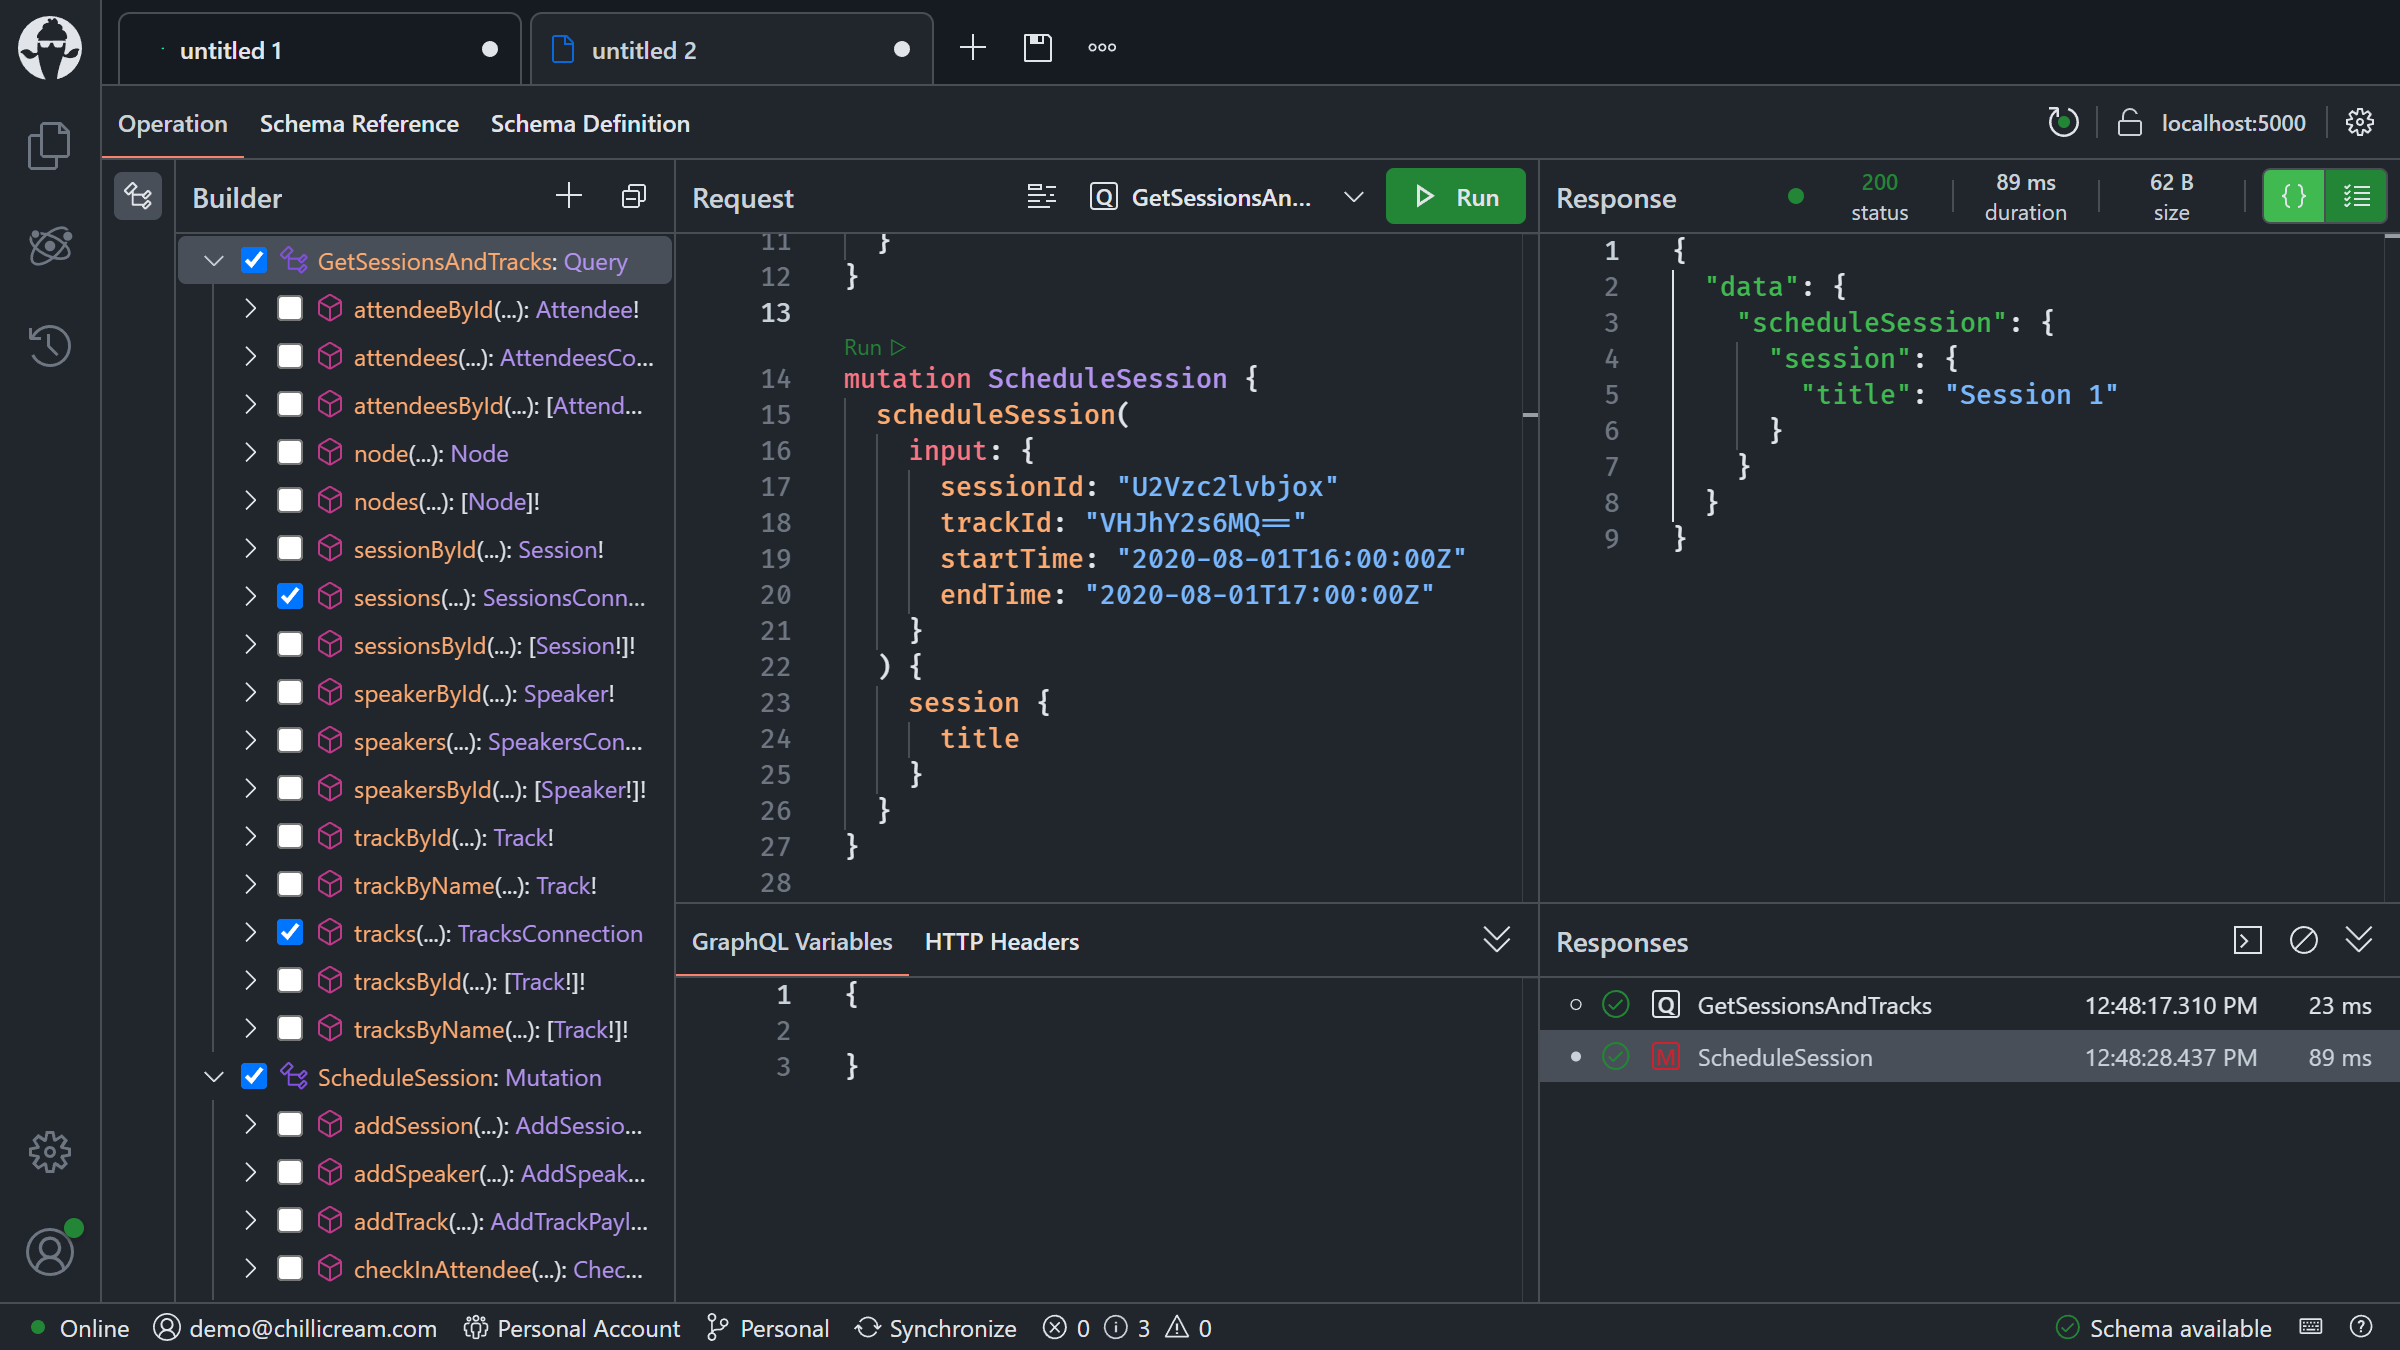 untitled 1
untitled 2
Operation
Schema Reference
Schema Definition
localhost:5000
Builder
GetSessionsAndTracks: Query
attendeeById(...): Attendee!
attendees(...): AttendeesCo...
attendeesById(...): [Attend...
node(...): Node
nodes(...): [Node]!
sessionById(...): Session!
sessions(...): SessionsConn...
sessionsById(...): [Session!]!
speakerById(...): Speaker!
speakers(...): SpeakersCon...
speakersById(...): [Speaker!]!
trackById(...): Track!
trackByName(...): Track!
tracks(...): TracksConnection
tracksById(...): [Track!]!
tracksByName(...): [Track!]!
ScheduleSession: Mutation
addSession(...): AddSessio...
addSpeaker(...): AddSpeak...
addTrack(...): AddTrackPayl...
checkInAttendee(...): Chec...
Request
Q GetSessionsAn...
Run
11 }
12 }
13
Run
14 mutation ScheduleSession {
15 scheduleSession(
16 input: {
17 sessionId: "U2Vzc2lvbjox"
18 trackId: "VHJhY2s6MQ=="
19 startTime: "2020-08-01T16:00:00Z"
20 endTime: "2020-08-01T17:00:00Z"
21 }
22 ) {
23 session {
24 title
25 }
26 }
27 }
28
GraphQL Variables
HTTP Headers
1 {
2
3 }
Response
200 status
89 ms duration
62 B size
{}
1 {
2 "data": {
3 "scheduleSession": {
4 "session": {
5 "title": "Session 1"
6 }
7 }
8 }
9 }
Responses
Q GetSessionsAndTracks 12:48:17.310 PM 23 ms
M ScheduleSession 12:48:28.437 PM 89 ms
Online
demo@chillicream.com
Personal Account
Personal
Synchronize
0
3
0
Schema available